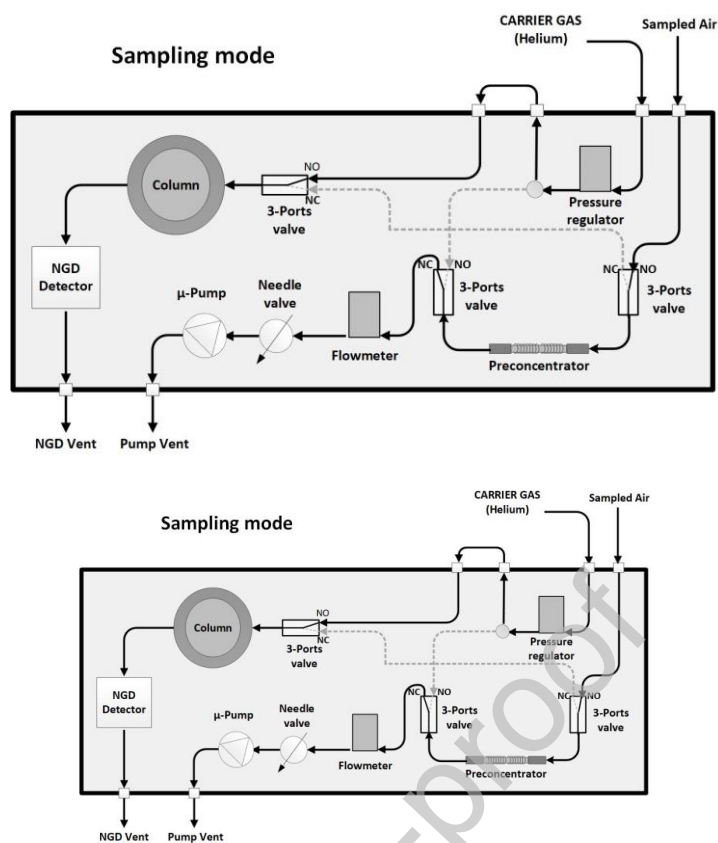 CARRIER GAS
(Helium)
Sampled Air
Sampling mode
NO
Column
NC
3-Ports
valve
Pressure
regulator
NGD
Detector
μ-Pump
Needle
valve
NC
NO
3-Ports
valve
NC
NO
3-Ports
valve
Flowmeter
Preconcentrator
NGD Vent
Pump Vent
CARRIER GAS
(Helium)
Sampled Air
Sampling mode
NO
Column
NC
3-Ports
valve
Pressure
regulator
NGD
Detector
μ-Pump
Needle
valve
NC
NO
3-Ports
valve
NC
NO
3-Ports
valve
Flowmeter
Preconcentrator
NGD Vent
Pump Vent